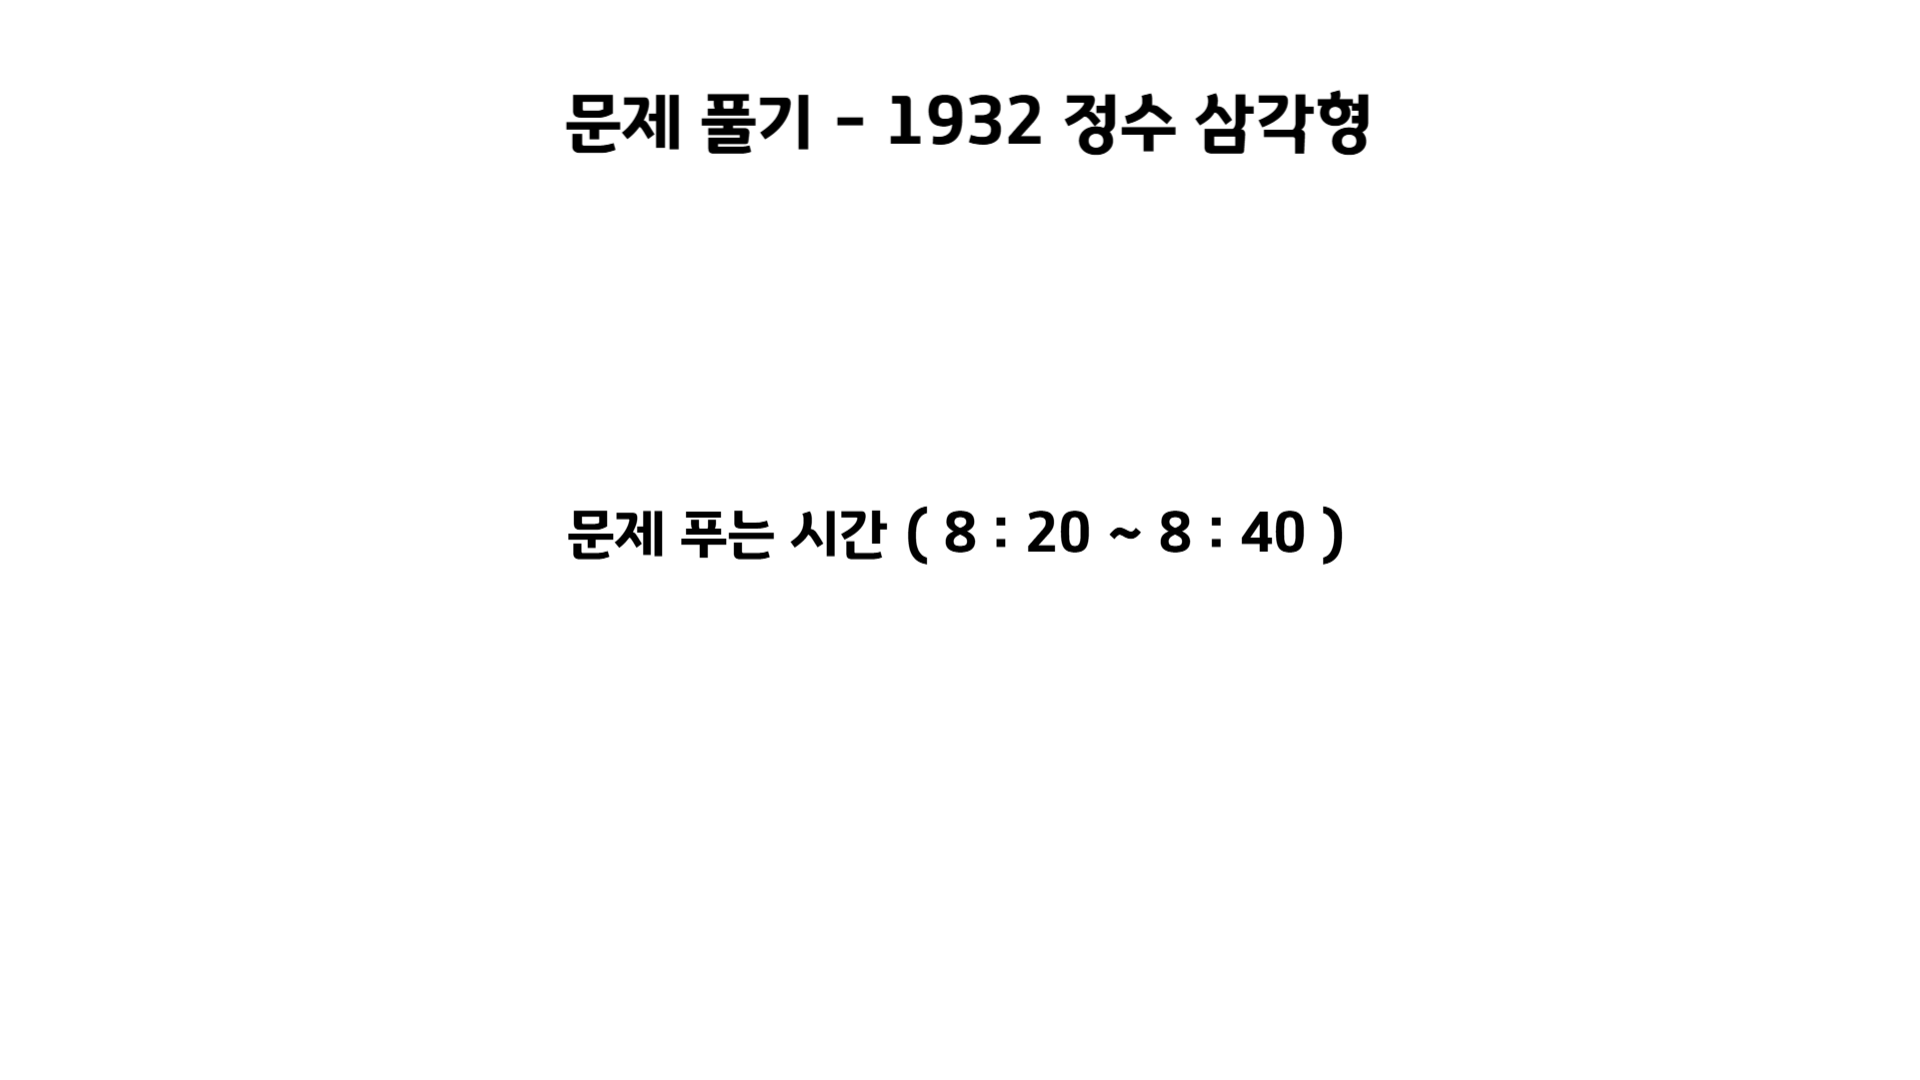 문제 풀기 - 1932 정수 삼각형
문제 푸는 시간 ( 8 : 20 ~ 8 : 40 )